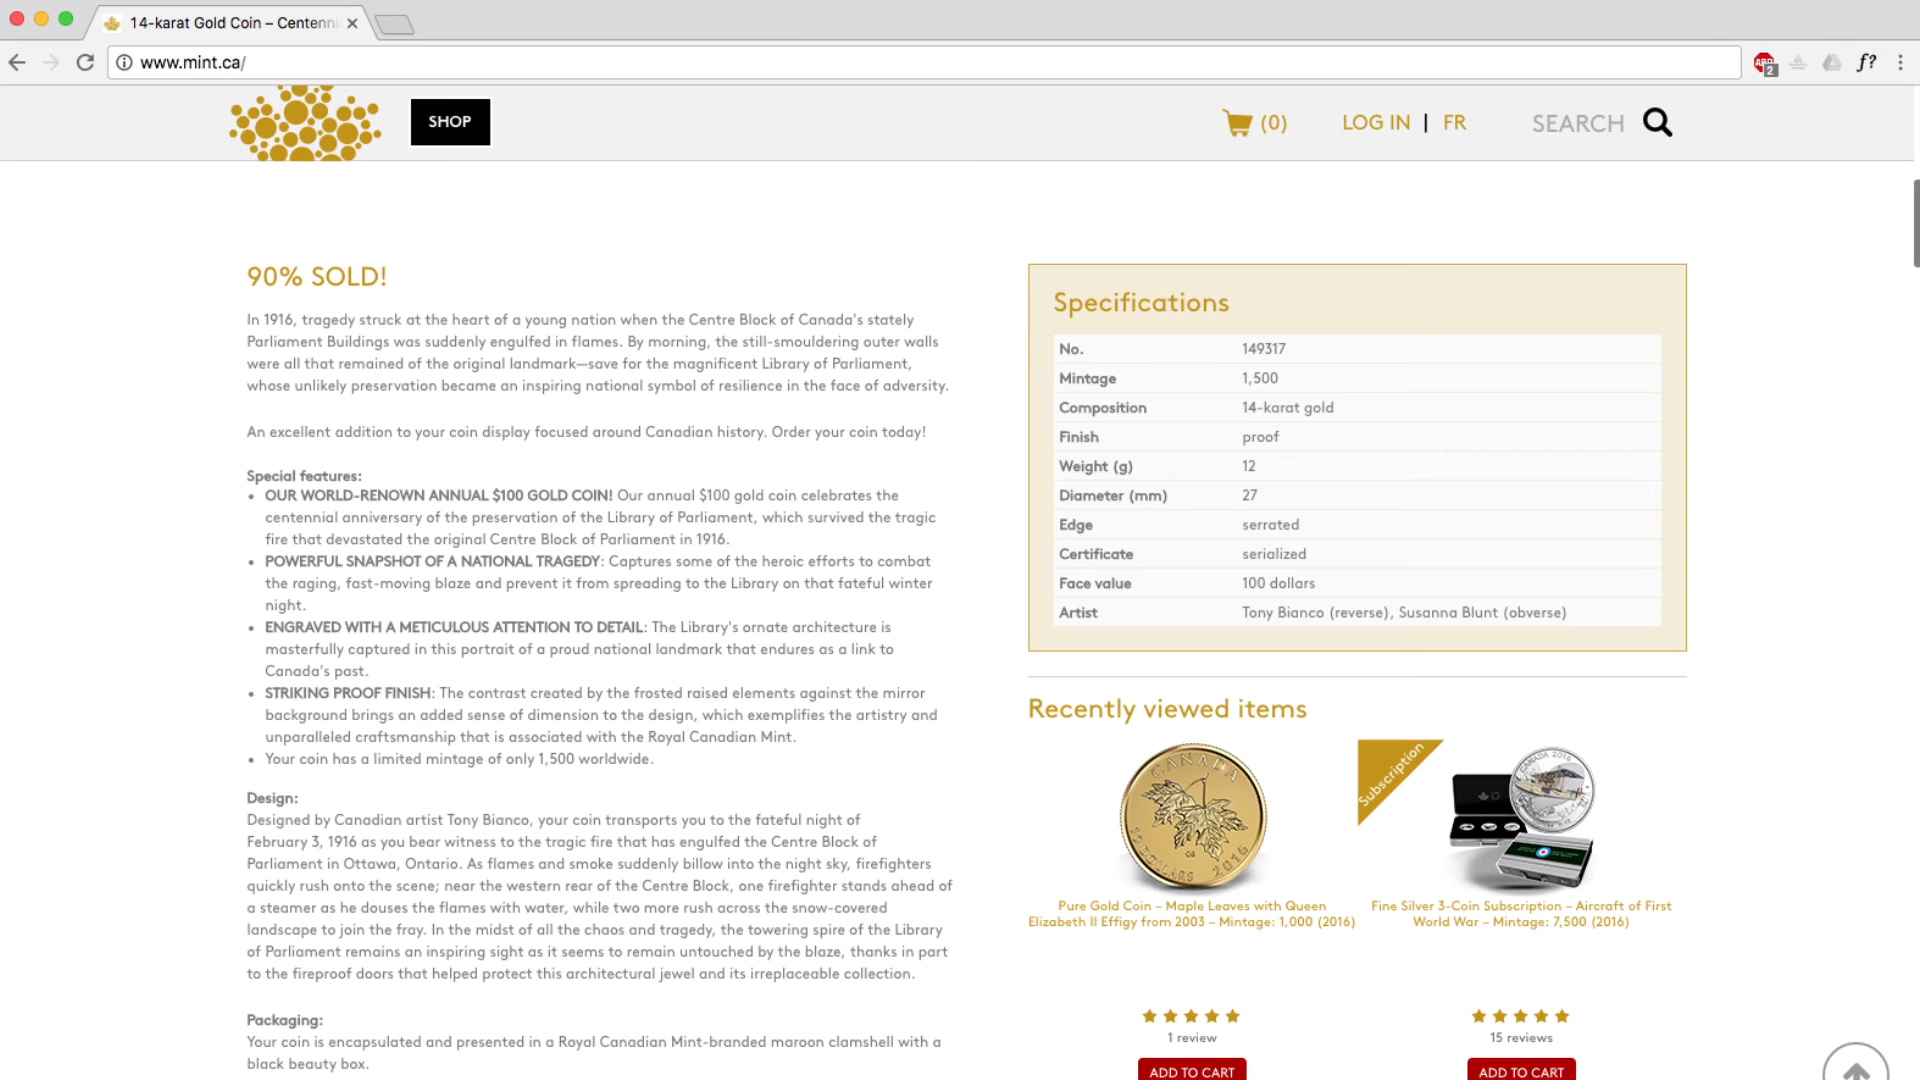 14-karat Gold Coin – Centenni
www.mint.ca/
ABP
2
f?
SHOP
(0)
LOG IN | FR
SEARCH
90% SOLD!
In 1916, tragedy struck at the heart of a young nation when the Centre Block of Canada's stately
Parliament Buildings was suddenly engulfed in flames. By morning, the still-smouldering outer walls
were all that remained of the original landmark—save for the magnificent Library of Parliament,
whose unlikely preservation became an inspiring national symbol of resilience in the face of adversity.
An excellent addition to your coin display focused around Canadian history. Order your coin today!
Special features:
• OUR WORLD-RENOWN ANNUAL $100 GOLD COIN! Our annual $100 gold coin celebrates the
centennial anniversary of the preservation of the Library of Parliament, which survived the tragic
fire that devastated the original Centre Block of Parliament in 1916.
• POWERFUL SNAPSHOT OF A NATIONAL TRAGEDY: Captures some of the heroic efforts to combat
the raging, fast-moving blaze and prevent it from spreading to the Library on that fateful winter
night.
• ENGRAVED WITH A METICULOUS ATTENTION TO DETAIL: The Library's ornate architecture is
masterfully captured in this portrait of a proud national landmark that endures as a link to
Canada's past.
• STRIKING PROOF FINISH: The contrast created by the frosted raised elements against the mirror
background brings an added sense of dimension to the design, which exemplifies the artistry and
unparalleled craftsmanship that is associated with the Royal Canadian Mint.
• Your coin has a limited mintage of only 1,500 worldwide.
Design:
Designed by Canadian artist Tony Bianco, your coin transports you to the fateful night of
February 3, 1916 as you bear witness to the tragic fire that has engulfed the Centre Block of
Parliament in Ottawa, Ontario. As flames and smoke suddenly billow into the night sky, firefighters
quickly rush onto the scene; near the western rear of the Centre Block, one firefighter stands ahead of
a steamer as he douses the flames with water, while two more rush across the snow-covered
landscape to join the fray. In the midst of all the chaos and tragedy, the towering spire of the Library
of Parliament remains an inspiring sight as it seems to remain untouched by the blaze, thanks in part
to the fireproof doors that helped protect this architectural jewel and its irreplaceable collection.
Packaging:
Your coin is encapsulated and presented in a Royal Canadian Mint-branded maroon clamshell with a
black beauty box.
Specifications
No. 149317
Mintage 1,500
Composition 14-karat gold
Finish proof
Weight (g) 12
Diameter (mm) 27
Edge serrated
Certificate serialized
Face value 100 dollars
Artist Tony Bianco (reverse), Susanna Blunt (obverse)
Recently viewed items
CANADA
10 DOLLARS 2016
Subscription
CANADA 2016
Pure Gold Coin – Maple Leaves with Queen
Elizabeth II Effigy from 2003 – Mintage: 1,000 (2016)
Fine Silver 3-Coin Subscription – Aircraft of First
World War – Mintage: 7,500 (2016)
1 review
15 reviews
ADD TO CART
ADD TO CART